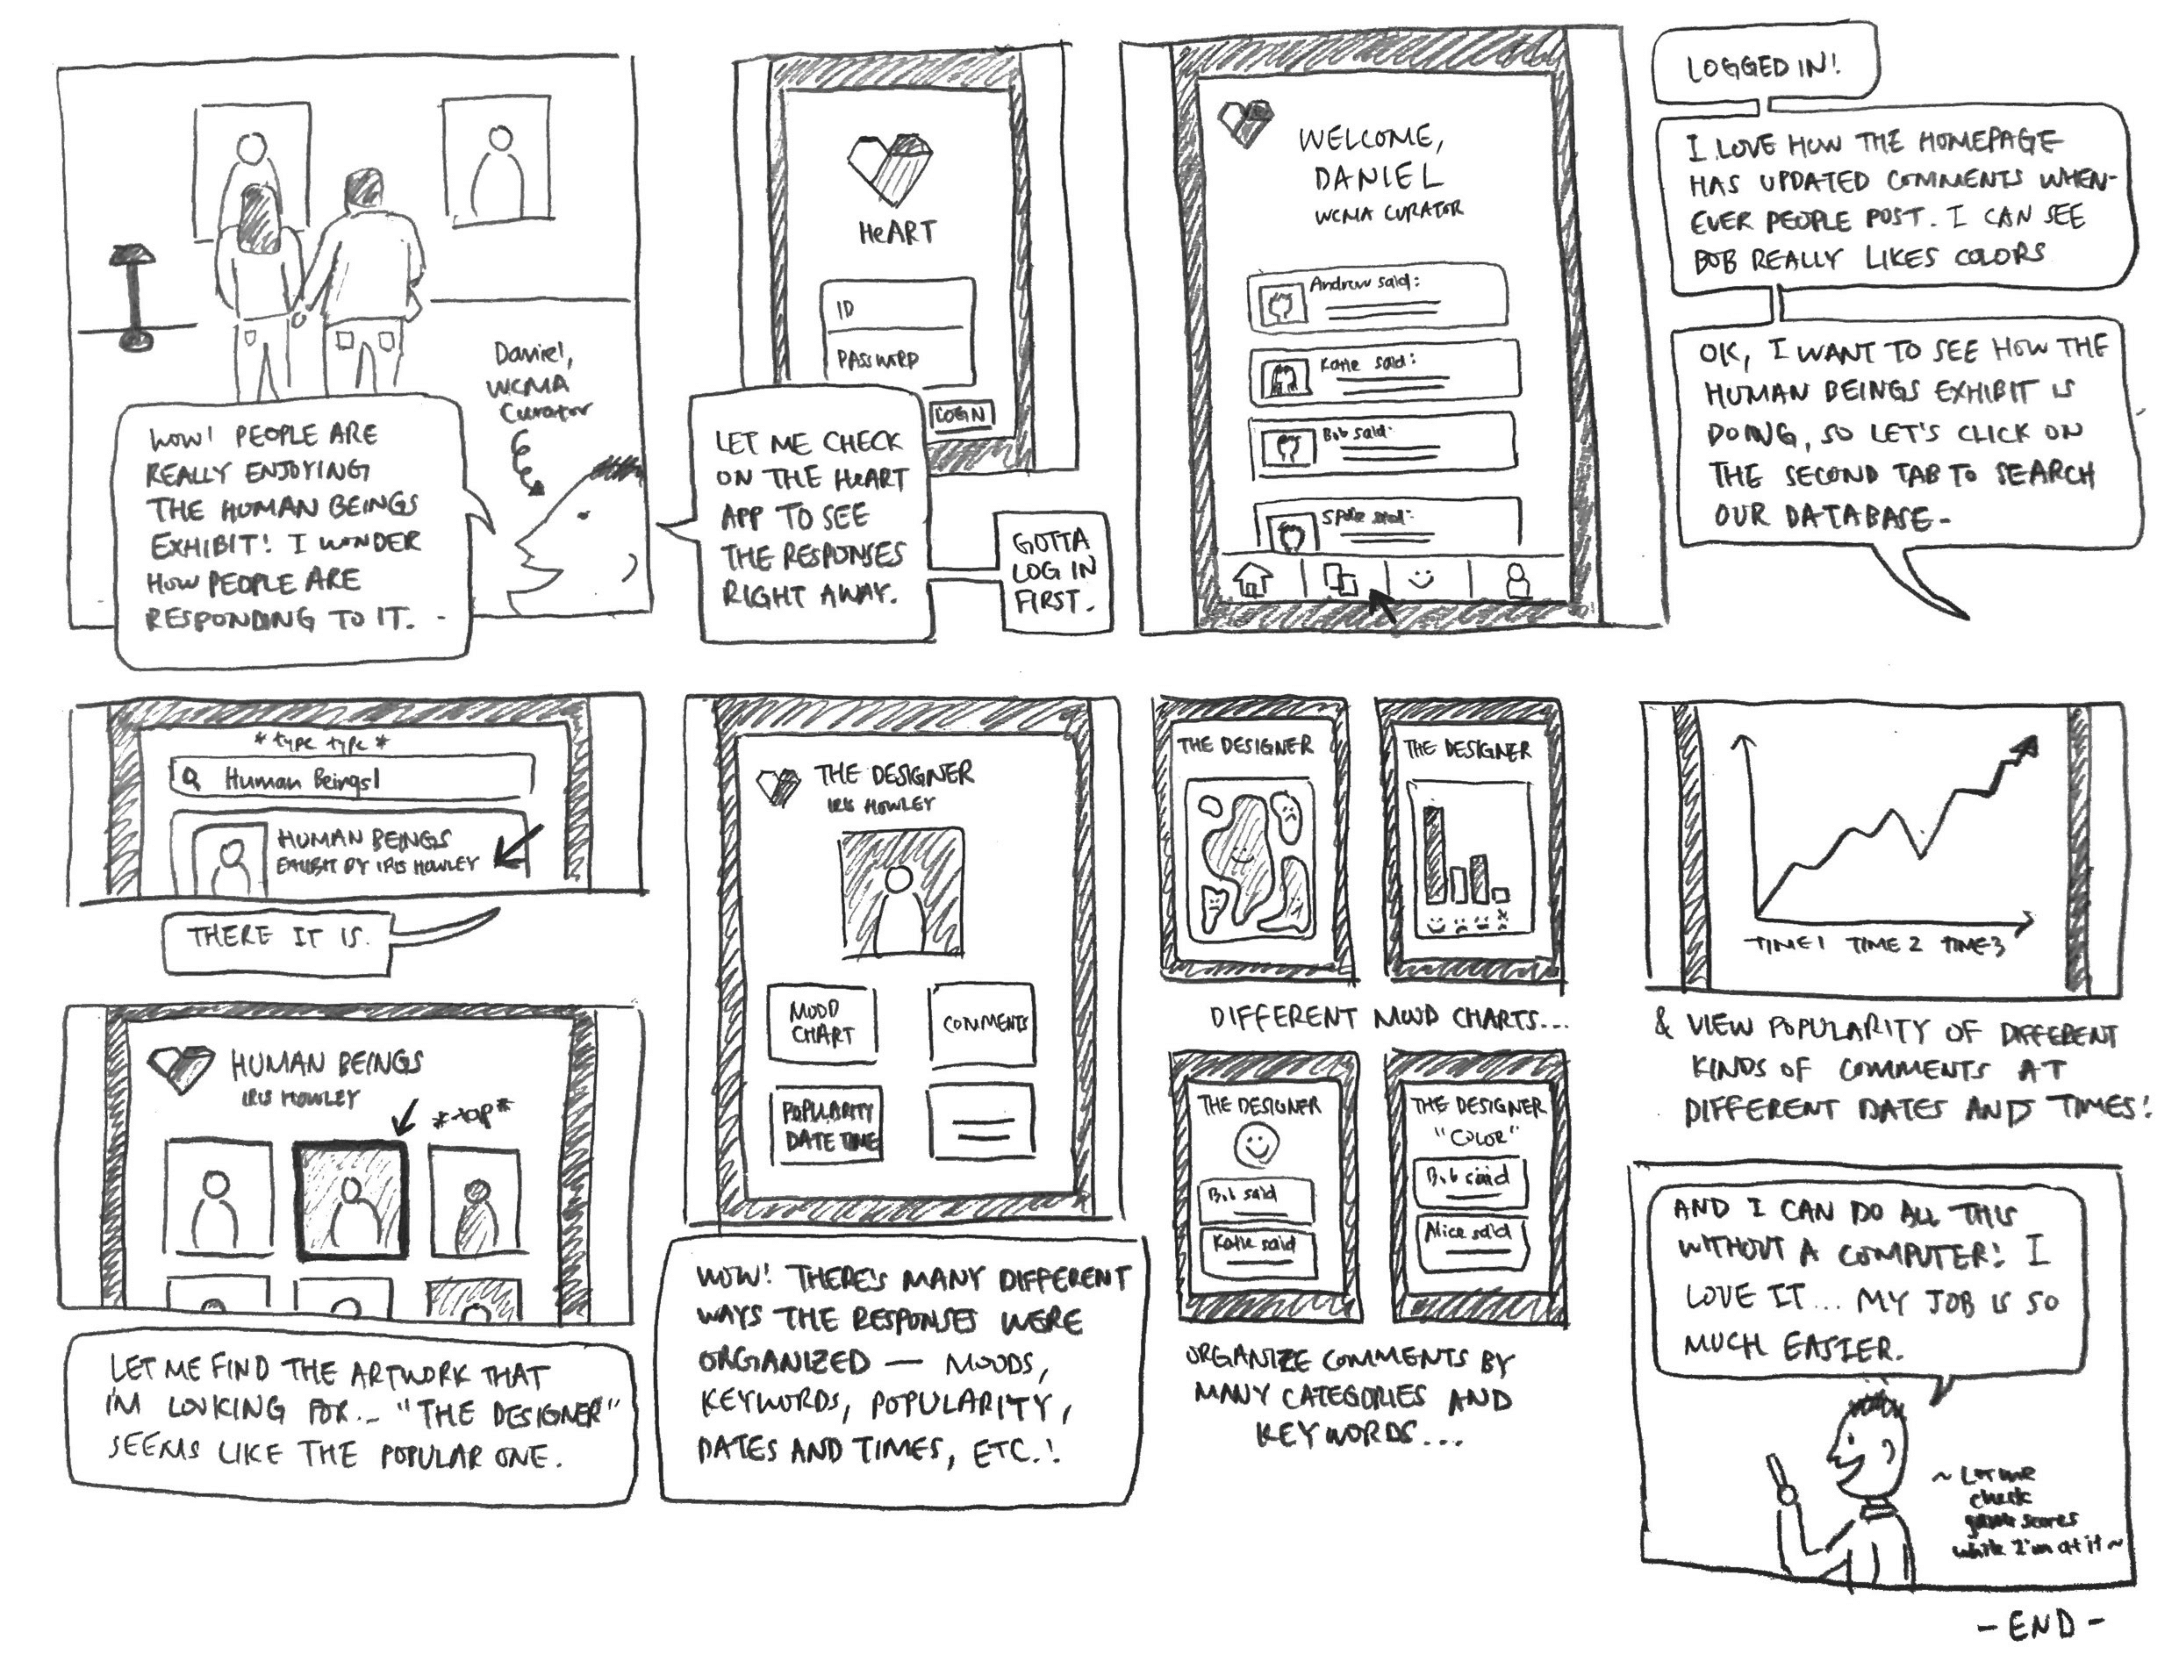 Daniel,
WCMA
Curator
WOW! PEOPLE ARE
REALLY ENJOYING
THE HUMAN BEINGS
EXHIBIT! I WONDER
HOW PEOPLE ARE
RESPONDING TO IT.
HeART
ID
PASSWORD
LOGIN
LET ME CHECK
ON THE HeART
APP TO SEE
THE RESPONSES
RIGHT AWAY.
GOTTA
LOG IN
FIRST.
WELCOME,
DANIEL
WCMA CURATOR
Andrew said:
Katie said:
Bob said:
said:
LOGGED IN!
I LOVE HOW THE HOMEPAGE
HAS UPDATED COMMENTS WHEN-
EVER PEOPLE POST. I CAN SEE
BOB REALLY LIKES COLORS
OK, I WANT TO SEE HOW THE
HUMAN BEINGS EXHIBIT IS
DOING, SO LET'S CLICK ON
THE SECOND TAB TO SEARCH
OUR DATABASE-
*type type*
Human Beings|
HUMAN BEINGS
EXHIBIT BY IRIS HOWLEY
THERE IT IS.
HUMAN BEINGS
IRIS HOWLEY
*tap*
LET ME FIND THE ARTWORK THAT
I'M LOOKING FOR... "THE DESIGNER"
SEEMS LIKE THE POPULAR ONE.
THE DESIGNER
IRIS HOWLEY
MOOD
CHART
COMMENTS
POPULARITY
DATE TIME
WOW! THERE'S MANY DIFFERENT
WAYS THE RESPONSES WERE
ORGANIZED — MOODS,
KEYWORDS, POPULARITY,
DATES AND TIMES, ETC.!
THE DESIGNER
THE DESIGNER
DIFFERENT MOOD CHARTS...
THE DESIGNER
Bob said
Katie said
THE DESIGNER
"COLOR"
Bob said
Alice said
ORGANIZE COMMENTS BY
MANY CATEGORIES AND
KEYWORDS...
TIME 1 TIME 2 TIME 3
& VIEW POPULARITY OF DIFFERENT
KINDS OF COMMENTS AT
DIFFERENT DATES AND TIMES!
AND I CAN DO ALL THIS
WITHOUT A COMPUTER! I
LOVE IT... MY JOB IS SO
MUCH EASIER.
~ Let me
check
game scores
while I'm at it ~
- END -